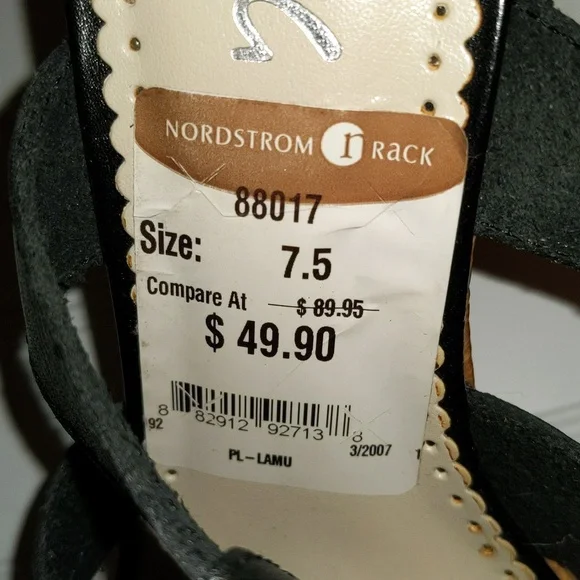 NORDSTROM r RACK
88017
Size: 7.5
Compare At $ 89.95
$ 49.90
8 82912 92713 8
92 3/2007 1
PL-LAMU